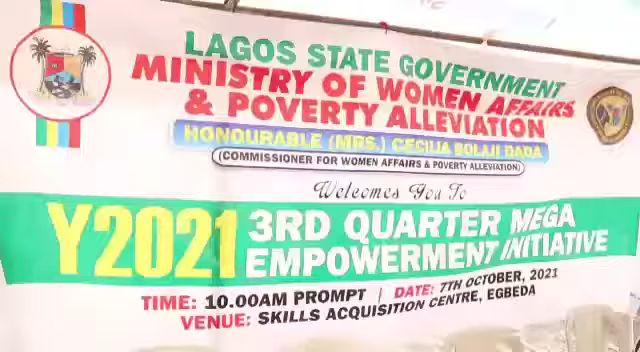 LAGOS STATE GOVERNMENT
MINISTRY OF WOMEN AFFAIRS
& POVERTY ALLEVIATION
HONOURABLE (MRS.) CECILIA BOLAJI DADA
(COMMISSIONER FOR WOMEN AFFAIRS & POVERTY ALLEVIATION)
Welcomes You To
Y2021 3RD QUARTER MEGA
EMPOWERMENT INITIATIVE
TIME: 10.00AM PROMPT | DATE: 7TH OCTOBER, 2021
VENUE: SKILLS ACQUISITION CENTRE, EGBEDA